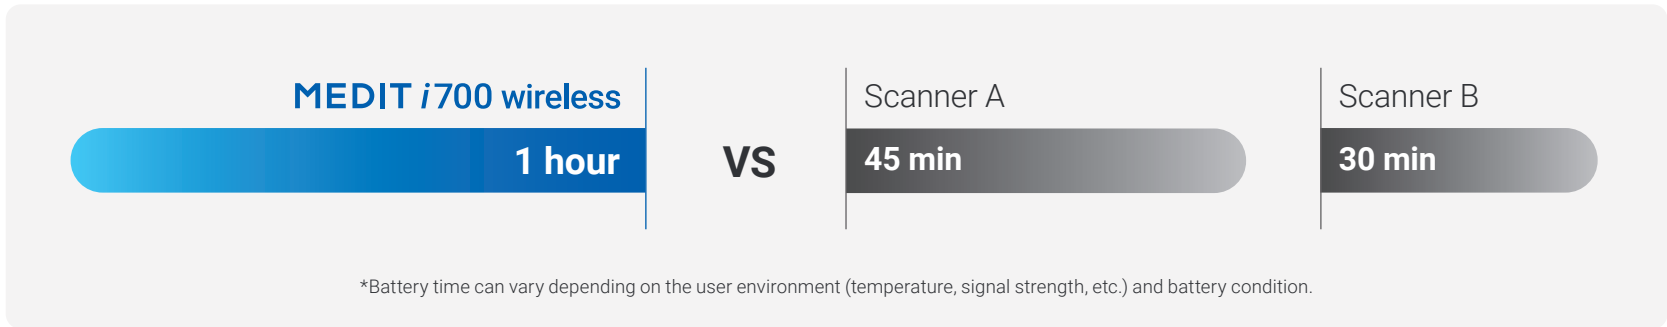 MEDIT i700 wireless
1 hour
VS
Scanner A
45 min
Scanner B
30 min
*Battery time can vary depending on the user environment (temperature, signal strength, etc.) and battery condition.